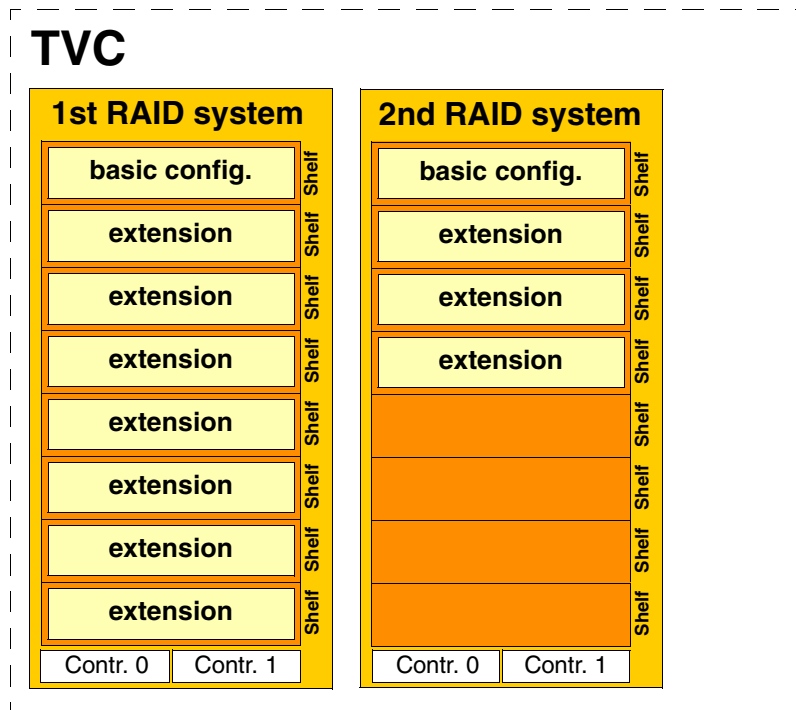 TVC
1st RAID system
basic config.
Shelf
extension
Shelf
extension
Shelf
extension
Shelf
extension
Shelf
extension
Shelf
extension
Shelf
extension
Shelf
Contr. 0
Contr. 1
2nd RAID system
basic config.
Shelf
extension
Shelf
extension
Shelf
extension
Shelf
Shelf
Shelf
Shelf
Shelf
Contr. 0
Contr. 1